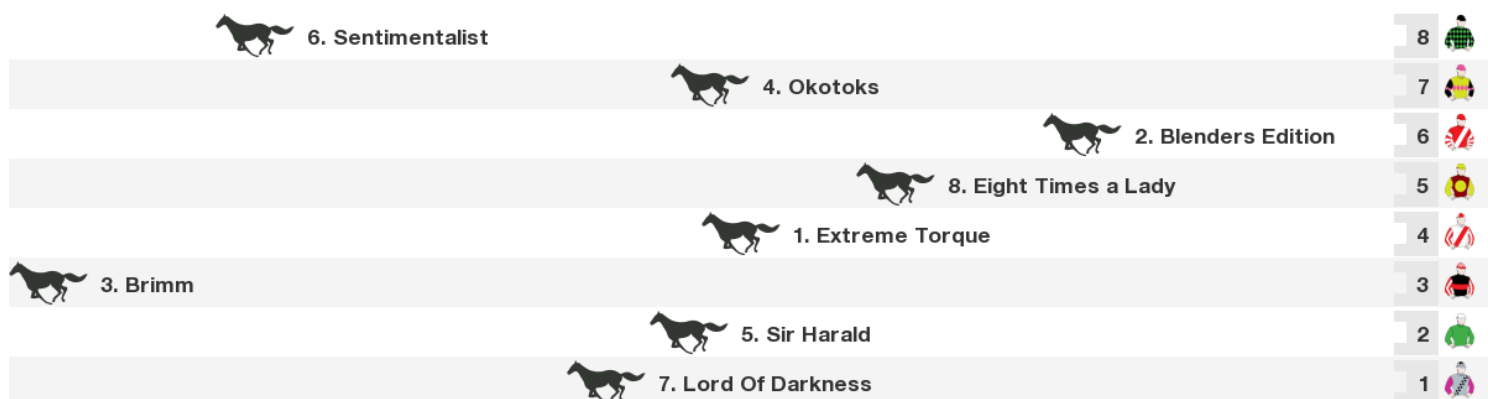 6. Sentimentalist 8
4. Okotoks 7
2. Blenders Edition 6
8. Eight Times a Lady 5
1. Extreme Torque 4
3. Brimm 3
5. Sir Harald 2
7. Lord Of Darkness 1